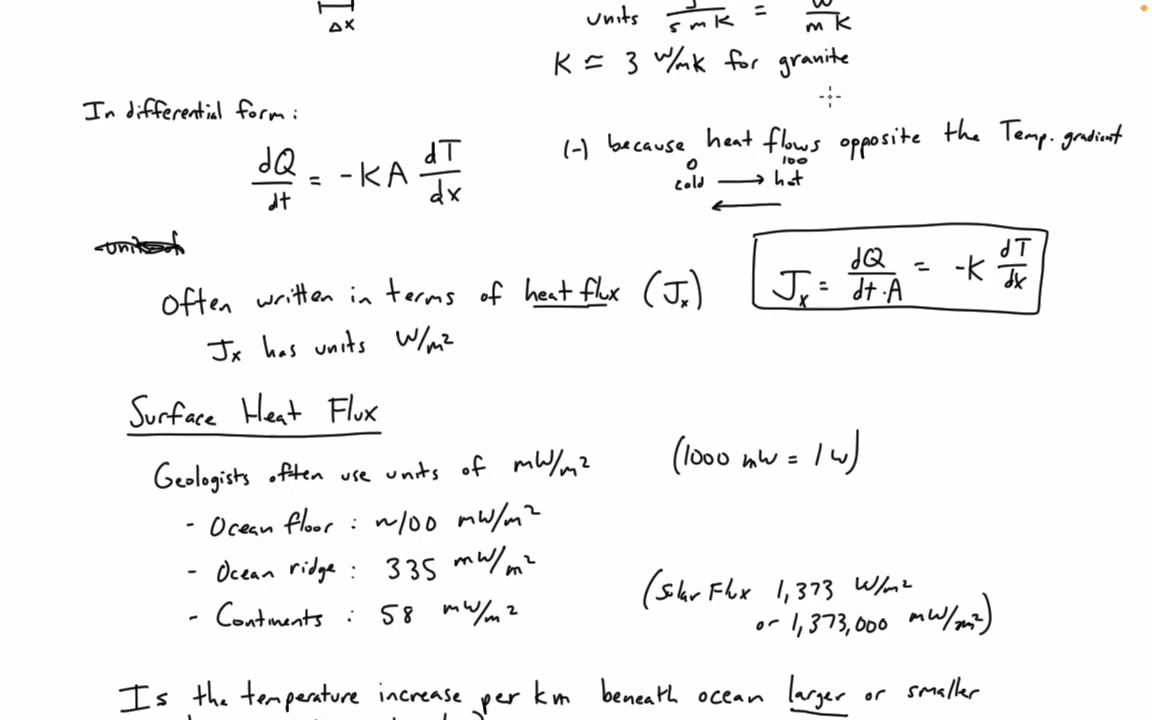 Δx
units J/(s m K) = W/(m K)
K ≈ 3 W/mK for granite
In differential form:
dQ/dt = -KA dT/dx
(-) because heat flows opposite the Temp. gradient
0 100
cold → hot
←
Often written in terms of heat flux (Jx)
Jx = dQ/(dt·A) = -K dT/dx
Jx has units W/m²
Surface Heat Flux
Geologists often use units of mW/m² (1000 mW = 1 W)
- Ocean floor: ~100 mW/m²
- Ocean ridge: 335 mW/m²
- Continents: 58 mW/m²
(Solar Flux 1,373 W/m²
or 1,373,000 mW/m²)
Is the temperature increase per km beneath ocean larger or smaller